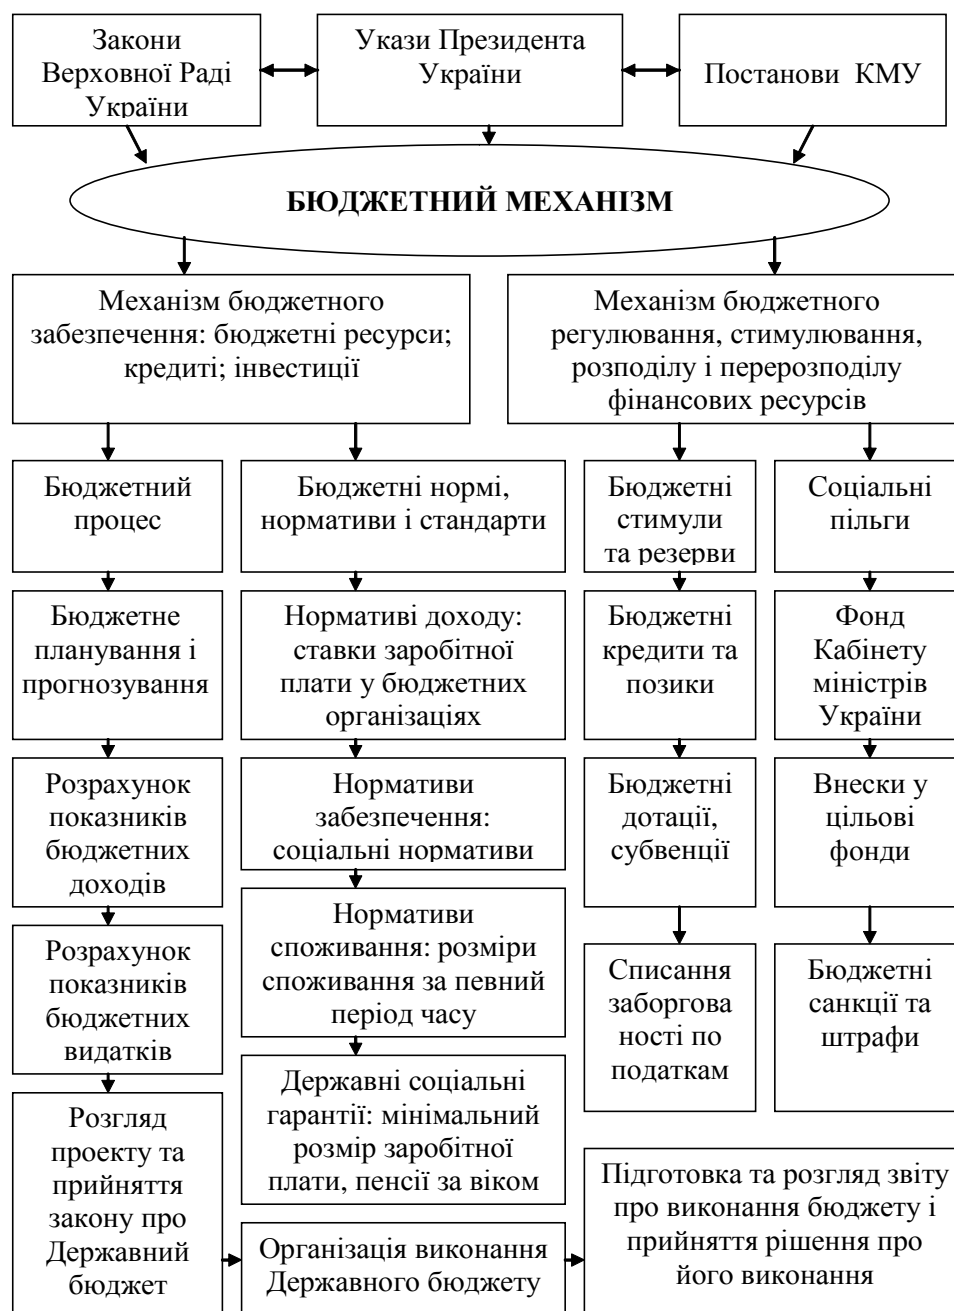 Закони
Верховної Раді
України
Укази Президента
України
Постанови КМУ
БЮДЖЕТНИЙ МЕХАНІЗМ
Механізм бюджетного
забезпечення: бюджетні ресурси;
кредиті; інвестиції
Механізм бюджетного
регулювання, стимулювання,
розподілу і перерозподілу
фінансових ресурсів
Бюджетний
процес
Бюджетні нормі,
нормативи і стандарти
Бюджетні
стимули
та резерви
Соціальні
пільги
Бюджетне
планування і
прогнозування
Нормативі доходу:
ставки заробітної
плати у бюджетних
організаціях
Бюджетні
кредити та
позики
Фонд
Кабінету
міністрів
України
Розрахунок
показників
бюджетних
доходів
Нормативи
забезпечення:
соціальні нормативи
Бюджетні
дотації,
субвенції
Внески у
цільові
фонди
Розрахунок
показників
бюджетних
видатків
Нормативи
споживання: розміри
споживання за певний
період часу
Списання
заборгова
ності по
податкам
Бюджетні
санкції та
штрафи
Розгляд
проекту та
прийняття
закону про
Державний
бюджет
Державні соціальні
гарантії: мінімальний
розмір заробітної
плати, пенсії за віком
Організація виконання
Державного бюджету
Підготовка та розгляд звіту
про виконання бюджету і
прийняття рішення про
його виконання